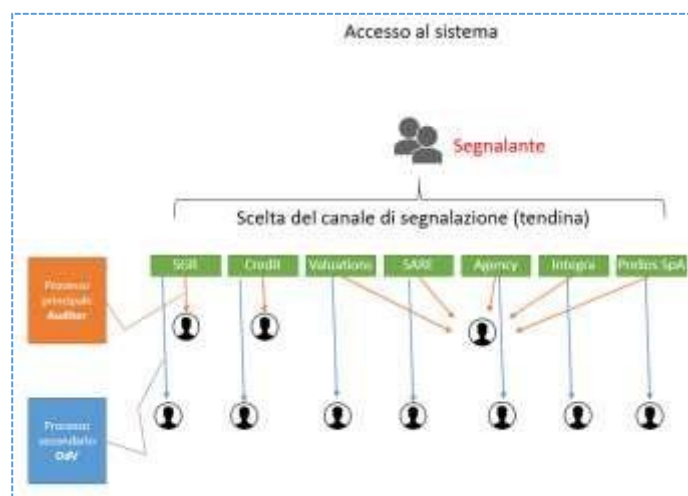 Accesso al sistema
Segnalante
Scelta del canale di segnalazione (tendina)
SGR Credit Valuations SARE Agency Integra Prelios SpA
Processo
principale
Auditor
Processo
secondario
OdV